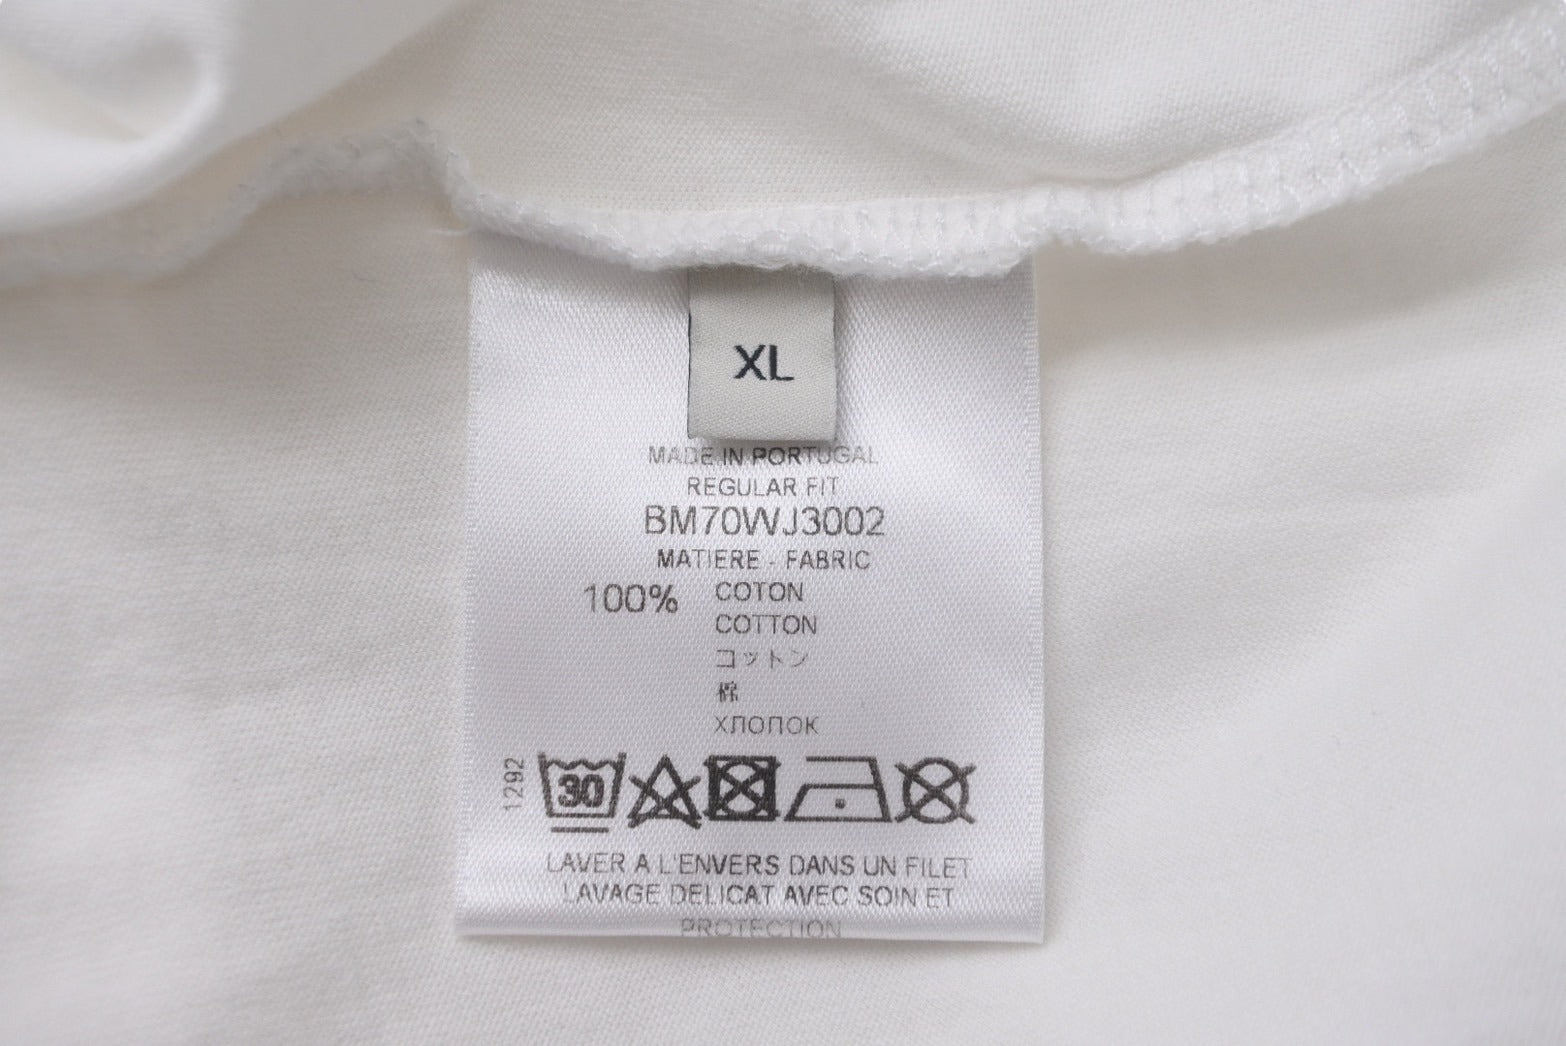 XL
MADE IN PORTUGAL
REGULAR FIT
BM70WJ3002
MATIERE - FABRIC
100% COTON
COTTON
コットン
棉
ХЛОПОК
1292
30
LAVER A L'ENVERS DANS UN FILET
LAVAGE DELICAT AVEC SOIN ET
PROTECTION